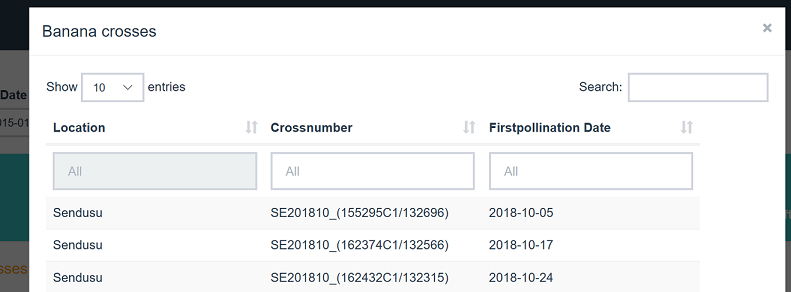 Banana crosses
×
Show 10 entries
Search:
Date
015-01
Location Crossnumber Firstpollination Date
All All All
Sendusu SE201810_(155295C1/132696) 2018-10-05
Sendusu SE201810_(162374C1/132566) 2018-10-17
sses
Sendusu SE201810_(162432C1/132315) 2018-10-24